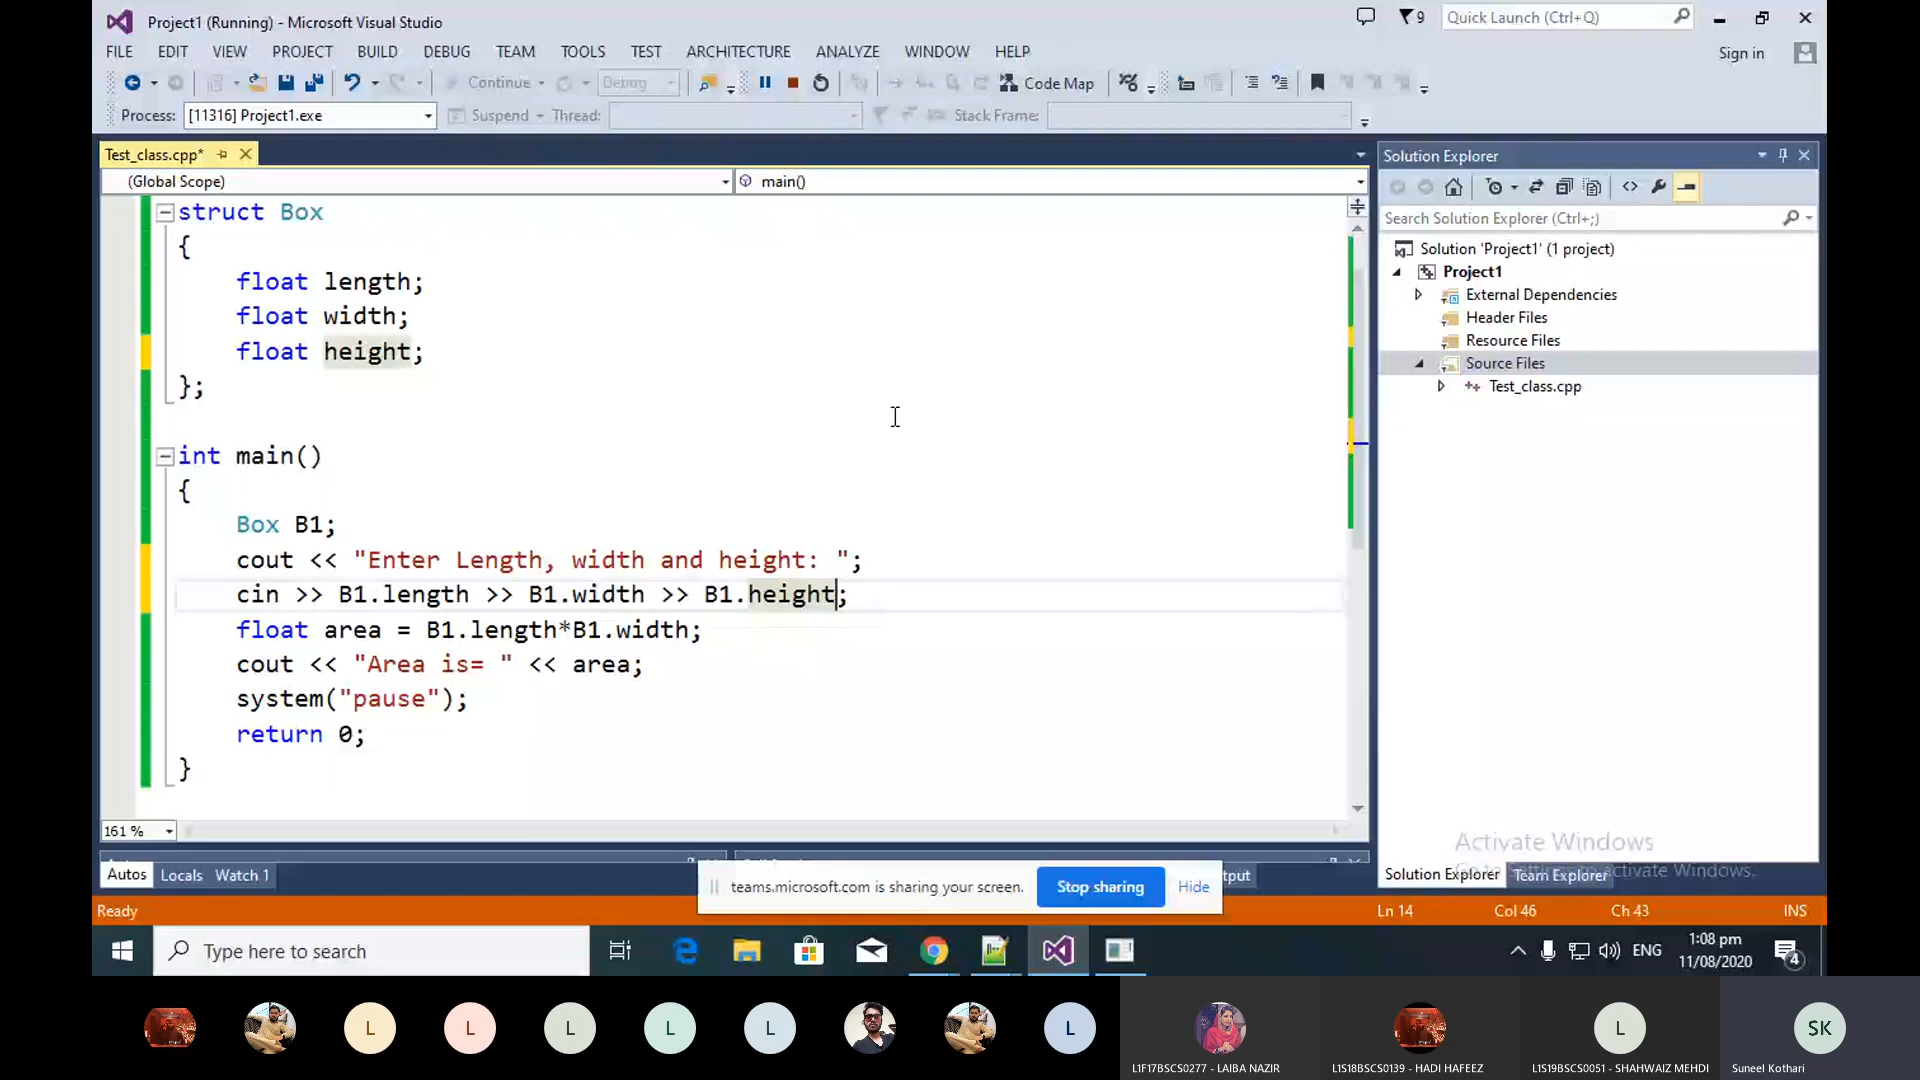 Project1 (Running) - Microsoft Visual Studio
9
Quick Launch (Ctrl+Q)
FILE EDIT VIEW PROJECT BUILD DEBUG TEAM TOOLS TEST ARCHITECTURE ANALYZE WINDOW HELP
Sign in
Continue
Debug
Code Map
Process: [11316] Project1.exe
Suspend
Thread:
Stack Frame:
Test_class.cpp*
(Global Scope)
main()
struct Box
{
float length;
float width;
float height;
};
int main()
{
Box B1;
cout << "Enter Length, width and height: ";
cin >> B1.length >> B1.width >> B1.height;
float area = B1.length*B1.width;
cout << "Area is= " << area;
system("pause");
return 0;
}
161 %
Autos Locals Watch 1
Solution Explorer
Search Solution Explorer (Ctrl+;)
Solution 'Project1' (1 project)
Project1
External Dependencies
Header Files
Resource Files
Source Files
Test_class.cpp
Activate Windows
Go to Settings to activate Windows.
Solution Explorer Team Explorer
teams.microsoft.com is sharing your screen.
Stop sharing
Hide
Ready
Ln 14
Col 46
Ch 43
INS
Type here to search
ENG
1:08 pm
11/08/2020
4
L
L
L
L
L
L
L
SK
L1F17BSCS0277 - LAIBA NAZIR
L1S18BSCS0139 - HADI HAFEEZ
L1S19BSCS0051 - SHAHWAIZ MEHDI
Suneel Kothari